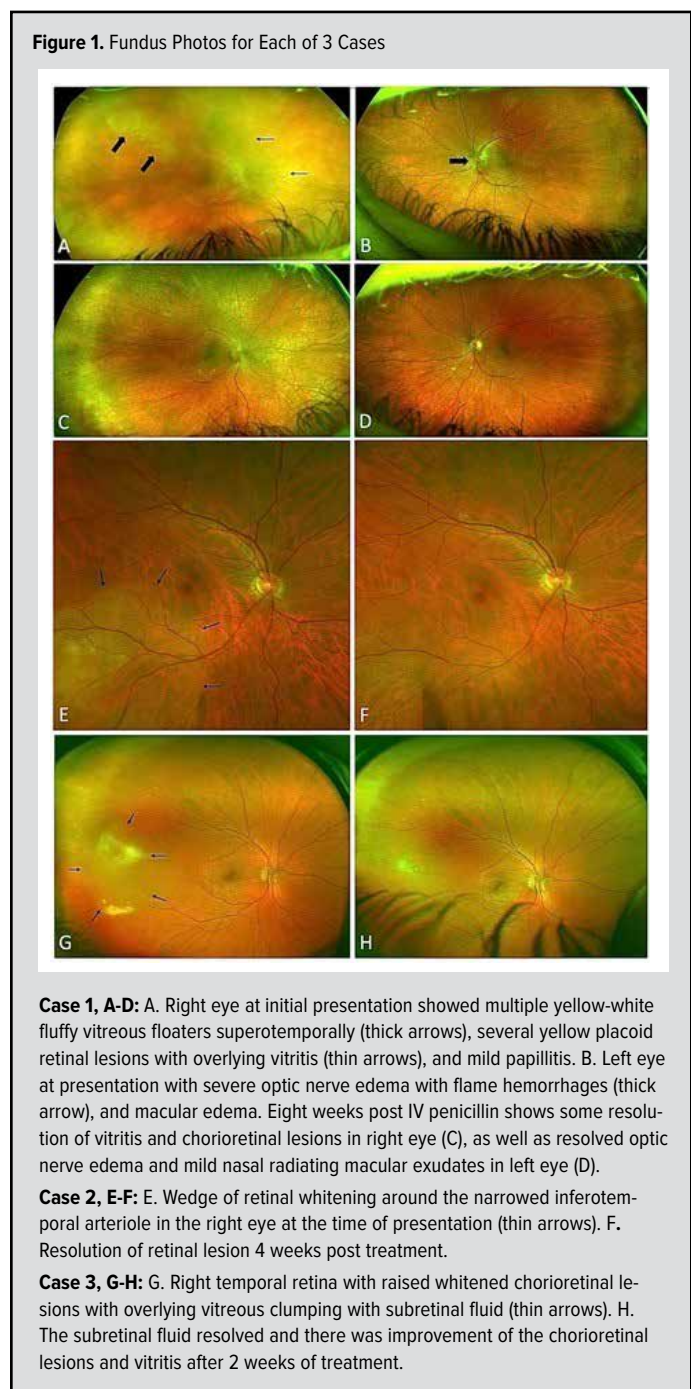 Figure 1. Fundus Photos for Each of 3 Cases
A
B
C
D
E
F
G
H
Case 1, A-D: A. Right eye at initial presentation showed multiple yellow-white
fluffy vitreous floaters superotemporally (thick arrows), several yellow placoid
retinal lesions with overlying vitritis (thin arrows), and mild papillitis. B. Left eye
at presentation with severe optic nerve edema with flame hemorrhages (thick
arrow), and macular edema. Eight weeks post IV penicillin shows some resolu-
tion of vitritis and chorioretinal lesions in right eye (C), as well as resolved optic
nerve edema and mild nasal radiating macular exudates in left eye (D).
Case 2, E-F: E. Wedge of retinal whitening around the narrowed inferotem-
poral arteriole in the right eye at the time of presentation (thin arrows). F.
Resolution of retinal lesion 4 weeks post treatment.
Case 3, G-H: G. Right temporal retina with raised whitened chorioretinal le-
sions with overlying vitreous clumping with subretinal fluid (thin arrows). H.
The subretinal fluid resolved and there was improvement of the chorioretinal
lesions and vitritis after 2 weeks of treatment.